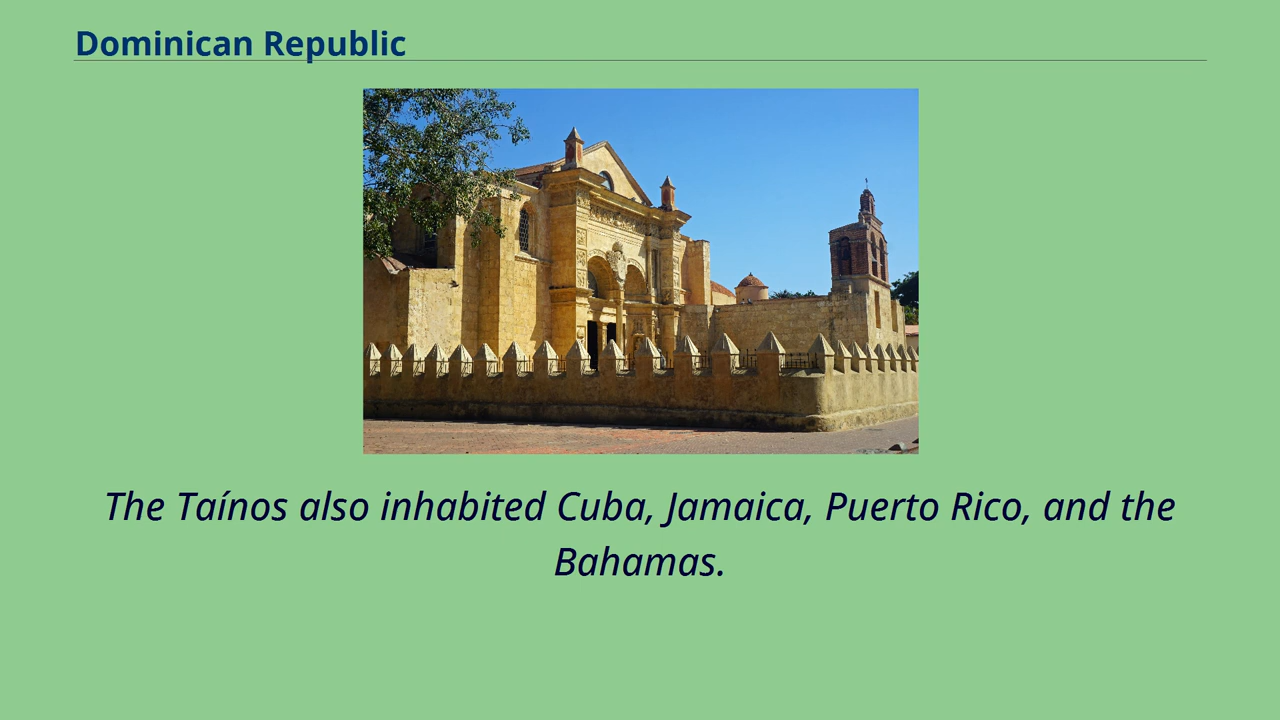 Dominican Republic
The Taínos also inhabited Cuba, Jamaica, Puerto Rico, and the
Bahamas.